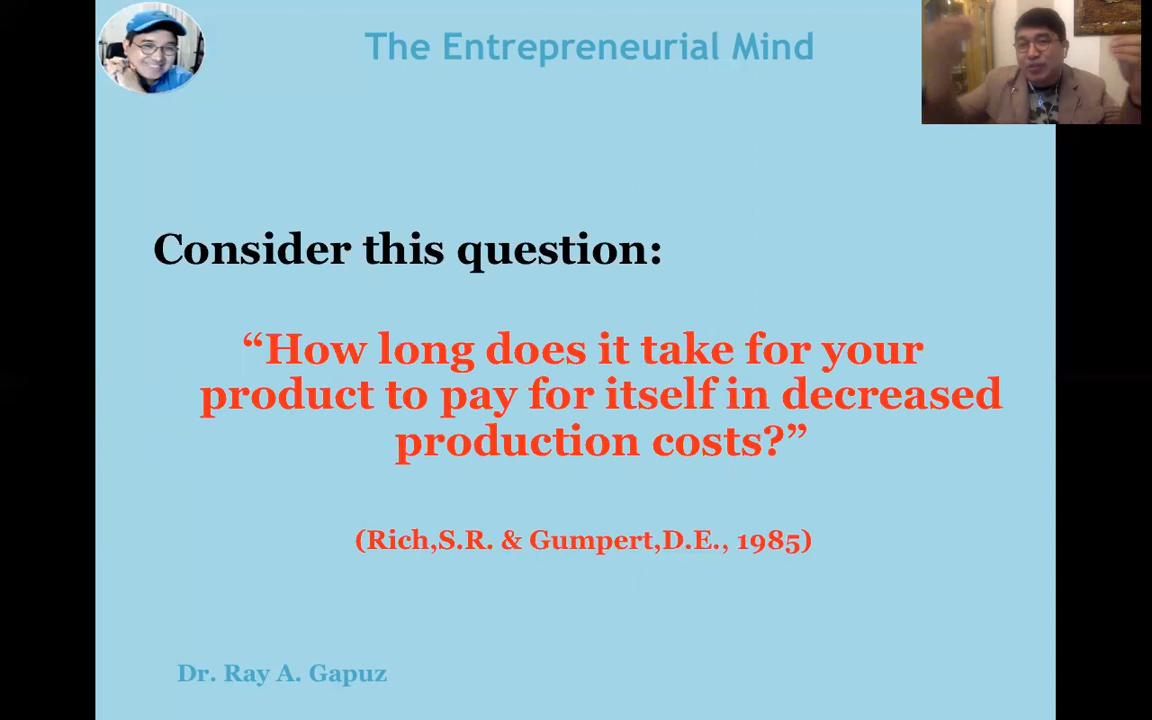 The Entrepreneurial Mind
Consider this question:
“How long does it take for your
product to pay for itself in decreased
production costs?”
(Rich,S.R. & Gumpert,D.E., 1985)
Dr. Ray A. Gapuz